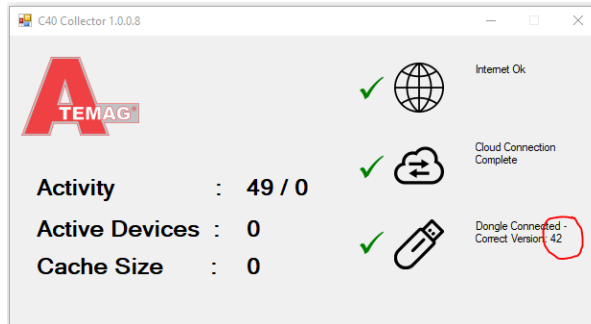 C40 Collector 1.0.0.8
A
TEMAG®
Internet Ok
Cloud Connection
Complete
Activity : 49 / 0
Active Devices : 0
Cache Size : 0
Dongle Connected -
Correct Version: 42